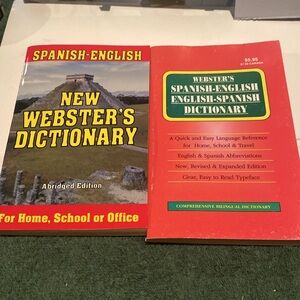 SPANISH-ENGLISH
NEW
WEBSTER'S
DICTIONARY
Abridged Edition
For Home, School or Office
$5.95
WEBSTER'S
SPANISH-ENGLISH
ENGLISH-SPANISH
DICTIONARY
A Quick and Easy Language Reference
for Home, School & Travel
English & Spanish Abbreviations
New, Revised & Expanded Edition
Clear, Easy to Read Typeface
COMPREHENSIVE BILINGUAL DICTIONARY